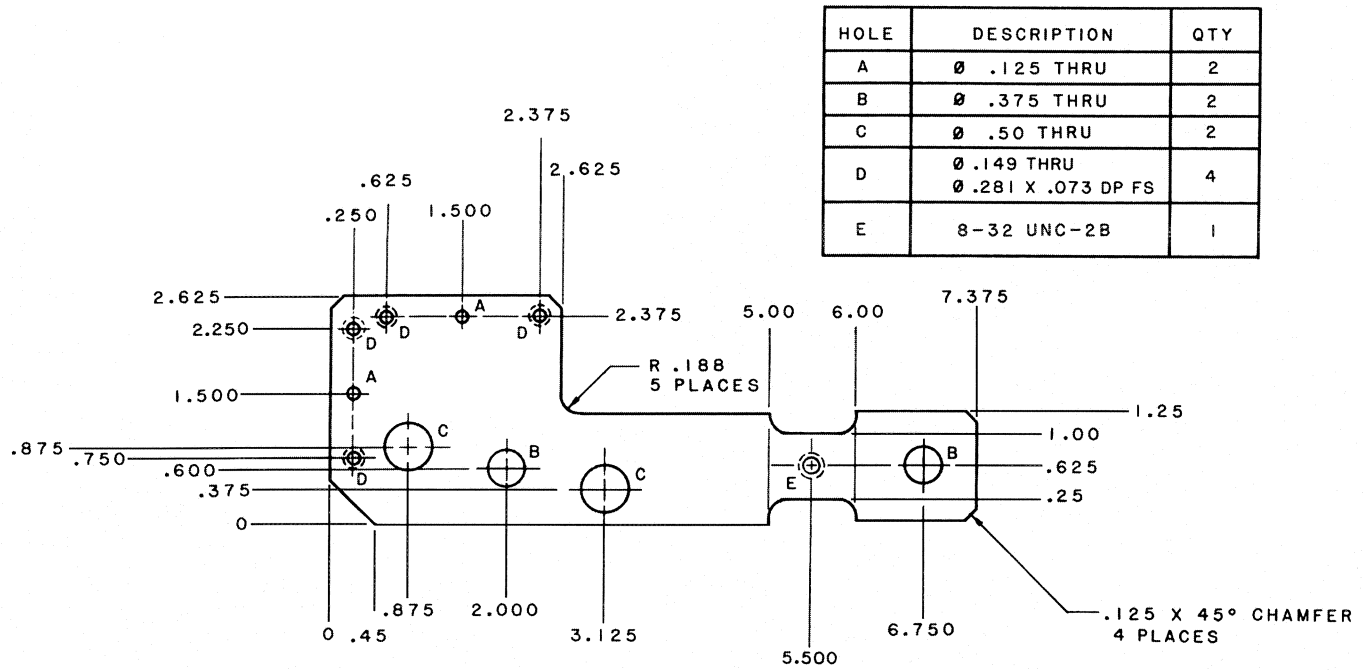 HOLE DESCRIPTION QTY
A Ø .125 THRU 2
B Ø .375 THRU 2
C Ø .50 THRU 2
D Ø .149 THRU
Ø .281 X .073 DP FS 4
E 8-32 UNC-2B 1
2.375
.625 2.625
.250 1.500
2.625 5.00 6.00 7.375
2.250 D D A D 2.375
R .188
5 PLACES
1.500 A
1.25
.875 C 1.00
.750 .600 D B C E B .625
.375 .25
0
.875 2.000
0 .45 3.125 6.750
.125 X 45° CHAMFER
4 PLACES
5.500